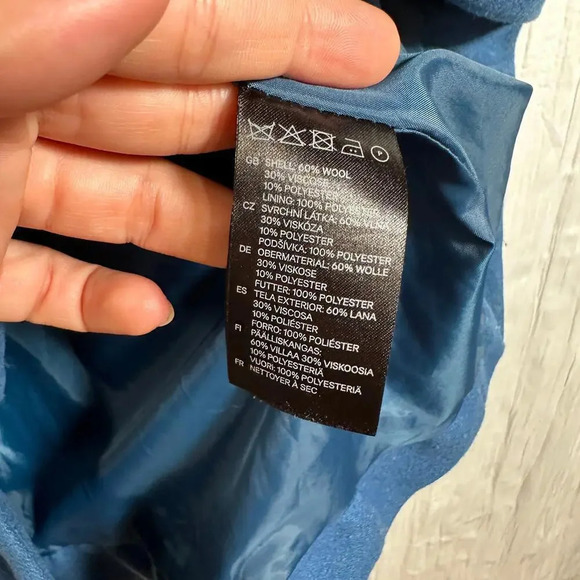 GB SHELL: 60% WOOL
30% VISCOSE
10% POLYESTER
LINING: 100% POLYESTER
CZ SVRCHNÍ LÁTKA: 60% VLNA
30% VISKÓZA
10% POLYESTER
PODŠÍVKA: 100% POLYESTER
DE OBERMATERIAL: 60% WOLLE
30% VISKOSE
10% POLYESTER
FUTTER: 100% POLYESTER
ES TELA EXTERIOR: 60% LANA
30% VISCOSA
10% POLIÉSTER
FORRO: 100% POLIÉSTER
FI PÄÄLLISKANGAS:
60% VILLAA 30% VISKOOSIA
10% POLYESTERIÄ
VUORI: 100% POLYESTERIÄ
FR NETTOYER À SEC